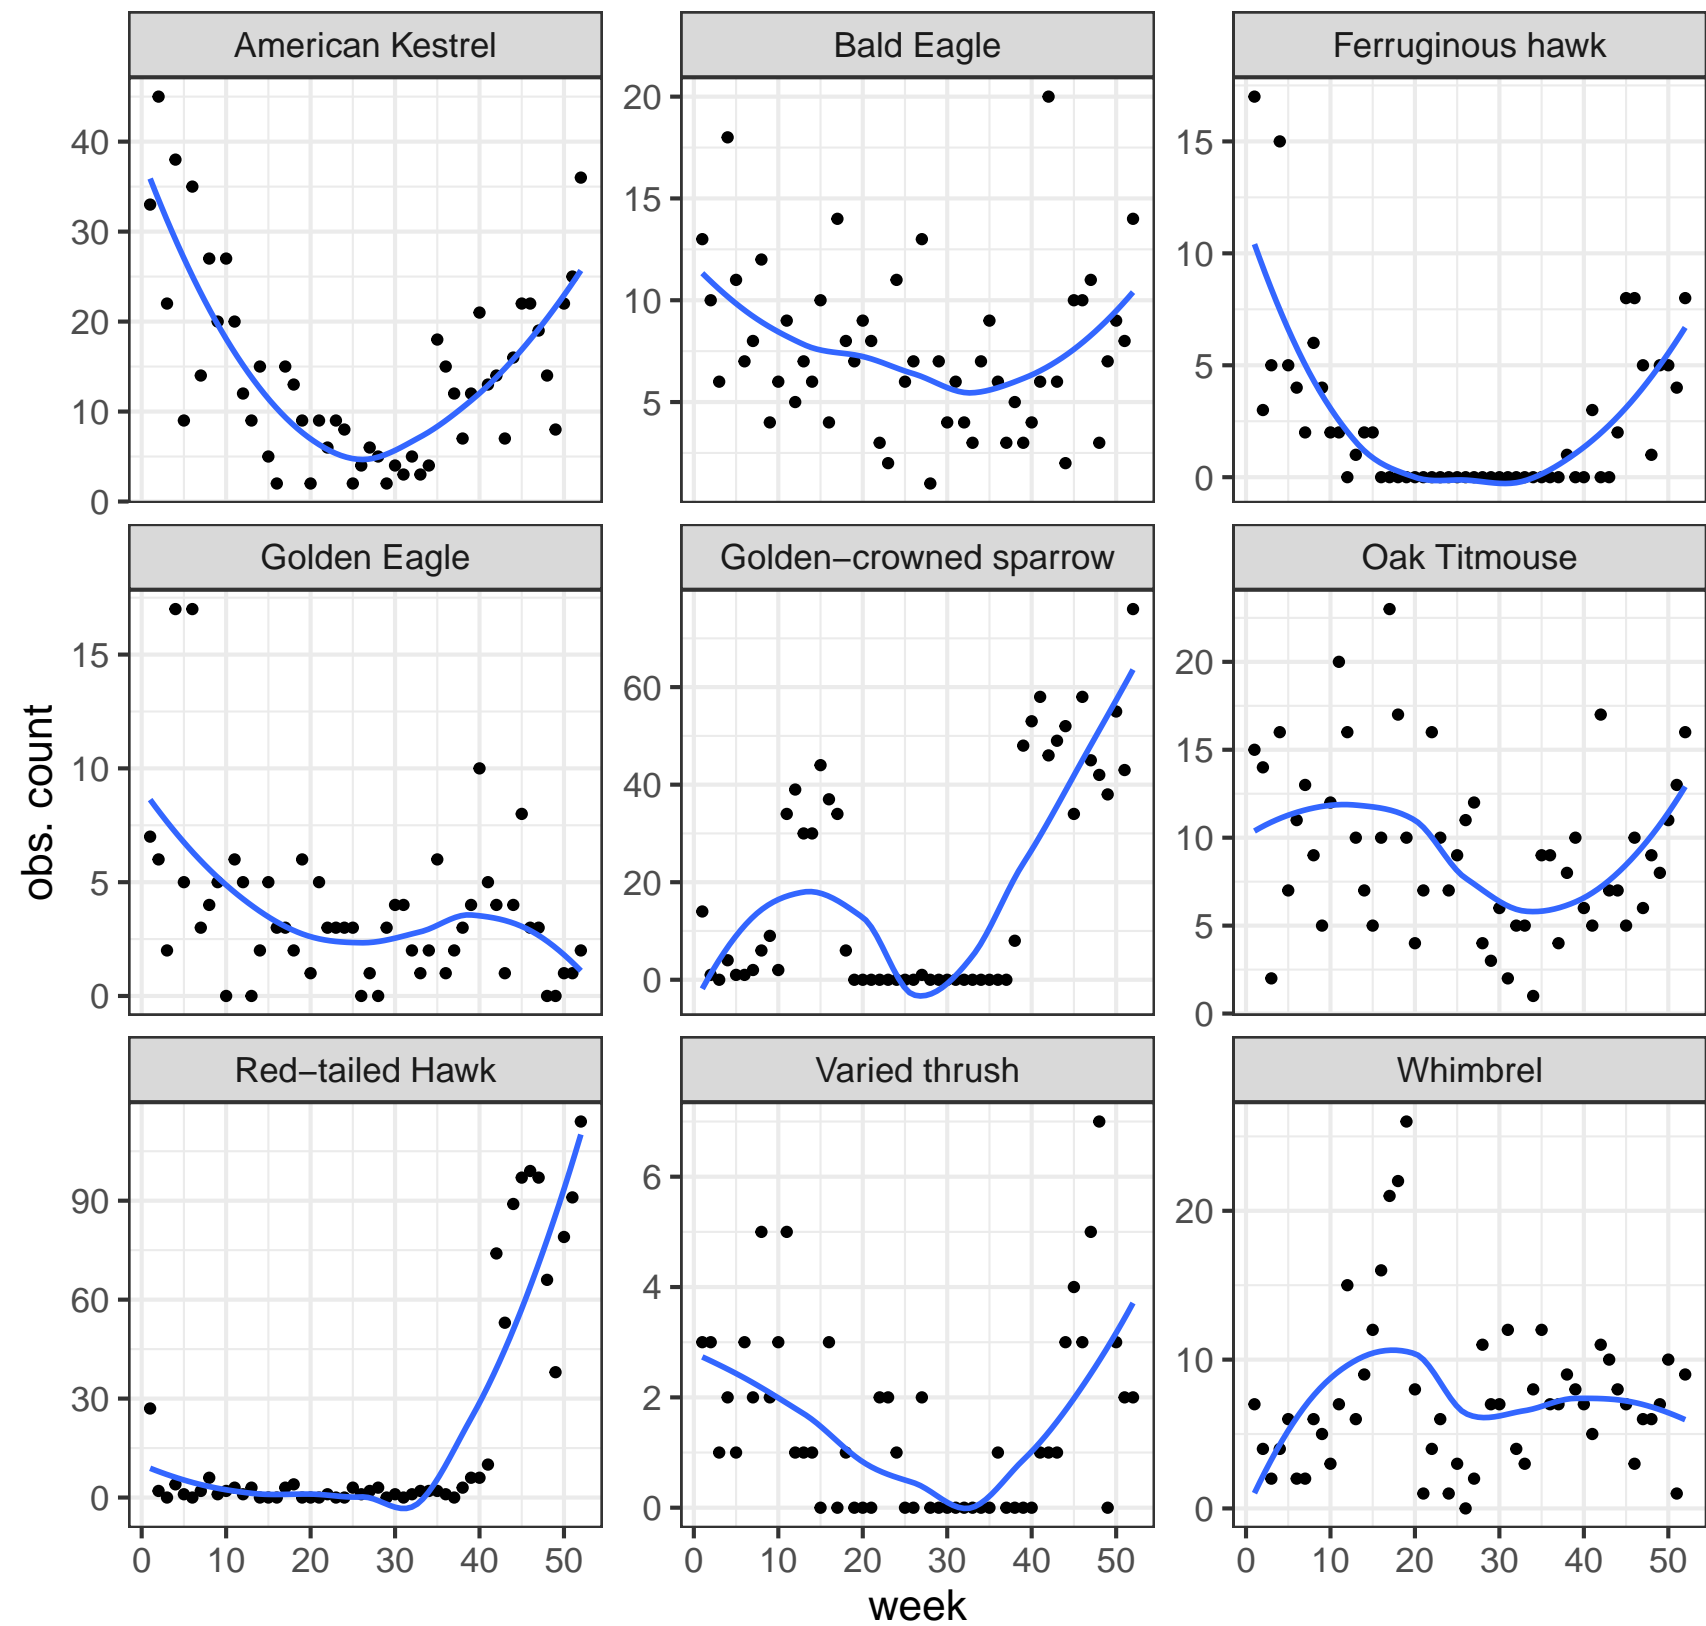 American Kestrel
Bald Eagle
Ferruginous hawk
40
30
20
10
0
20
15
10
5
15
10
5
0
Golden Eagle
Golden−crowned sparrow
Oak Titmouse
15
10
5
0
60
40
20
0
20
15
10
5
0
obs. count
Red−tailed Hawk
Varied thrush
Whimbrel
90
60
30
0
6
4
2
0
20
10
0
0 10 20 30 40 50
0 10 20 30 40 50
0 10 20 30 40 50
week